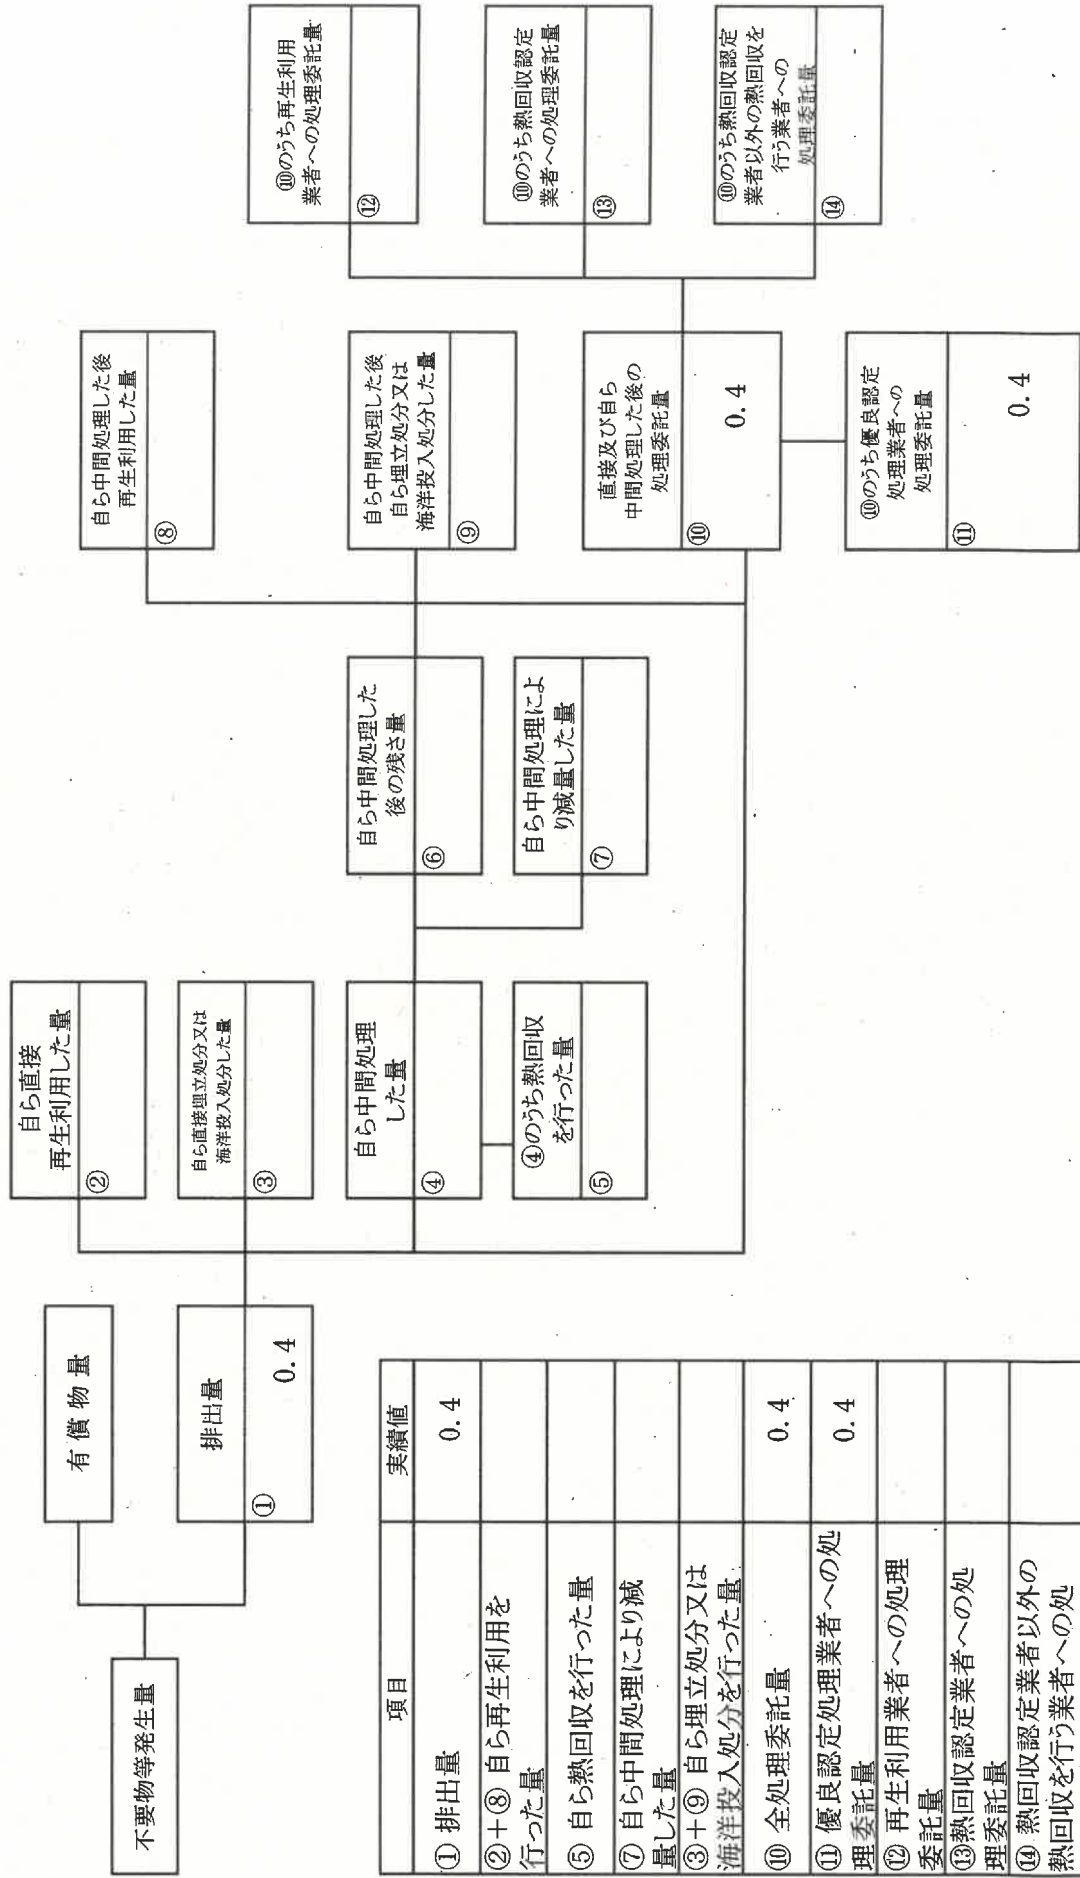 不要物等発生量
有償物量
排出量
①
0.4
自ら直接
再生利用した量
②
自ら直接埋立処分又は
海洋投入処分した量
③
自ら中間処理
した量
④
④のうち熱回収
を行った量
⑤
自ら中間処理した
後の残さ量
⑥
自ら中間処理によ
り減量した量
⑦
自ら中間処理した後
再生利用した量
⑧
自ら中間処理した後
自ら埋立処分又は
海洋投入処分した量
⑨
直接及び自ら
中間処理した後の
処理委託量
⑩
0.4
⑩のうち優良認定
処理業者への
処理委託量
⑪
0.4
⑩のうち再生利用
業者への処理委託量
⑫
⑩のうち熱回収認定
業者への処理委託量
⑬
⑩のうち熱回収認定
業者以外の熱回収を
行う業者への
処理委託量
⑭
項目 実績値
①排出量 0.4
②+⑧自ら再生利用を
行った量
⑤自ら熱回収を行った量
⑦自ら中間処理により減
量した量
③+⑨自ら埋立処分又は
海洋投入処分を行った量
⑩全処理委託量 0.4
⑪優良認定処理業者への処
理委託量 0.4
⑫再生利用業者への処理
委託量
⑬熱回収認定業者への処
理委託量
⑭熱回収認定業者以外の
熱回収を行う業者への処